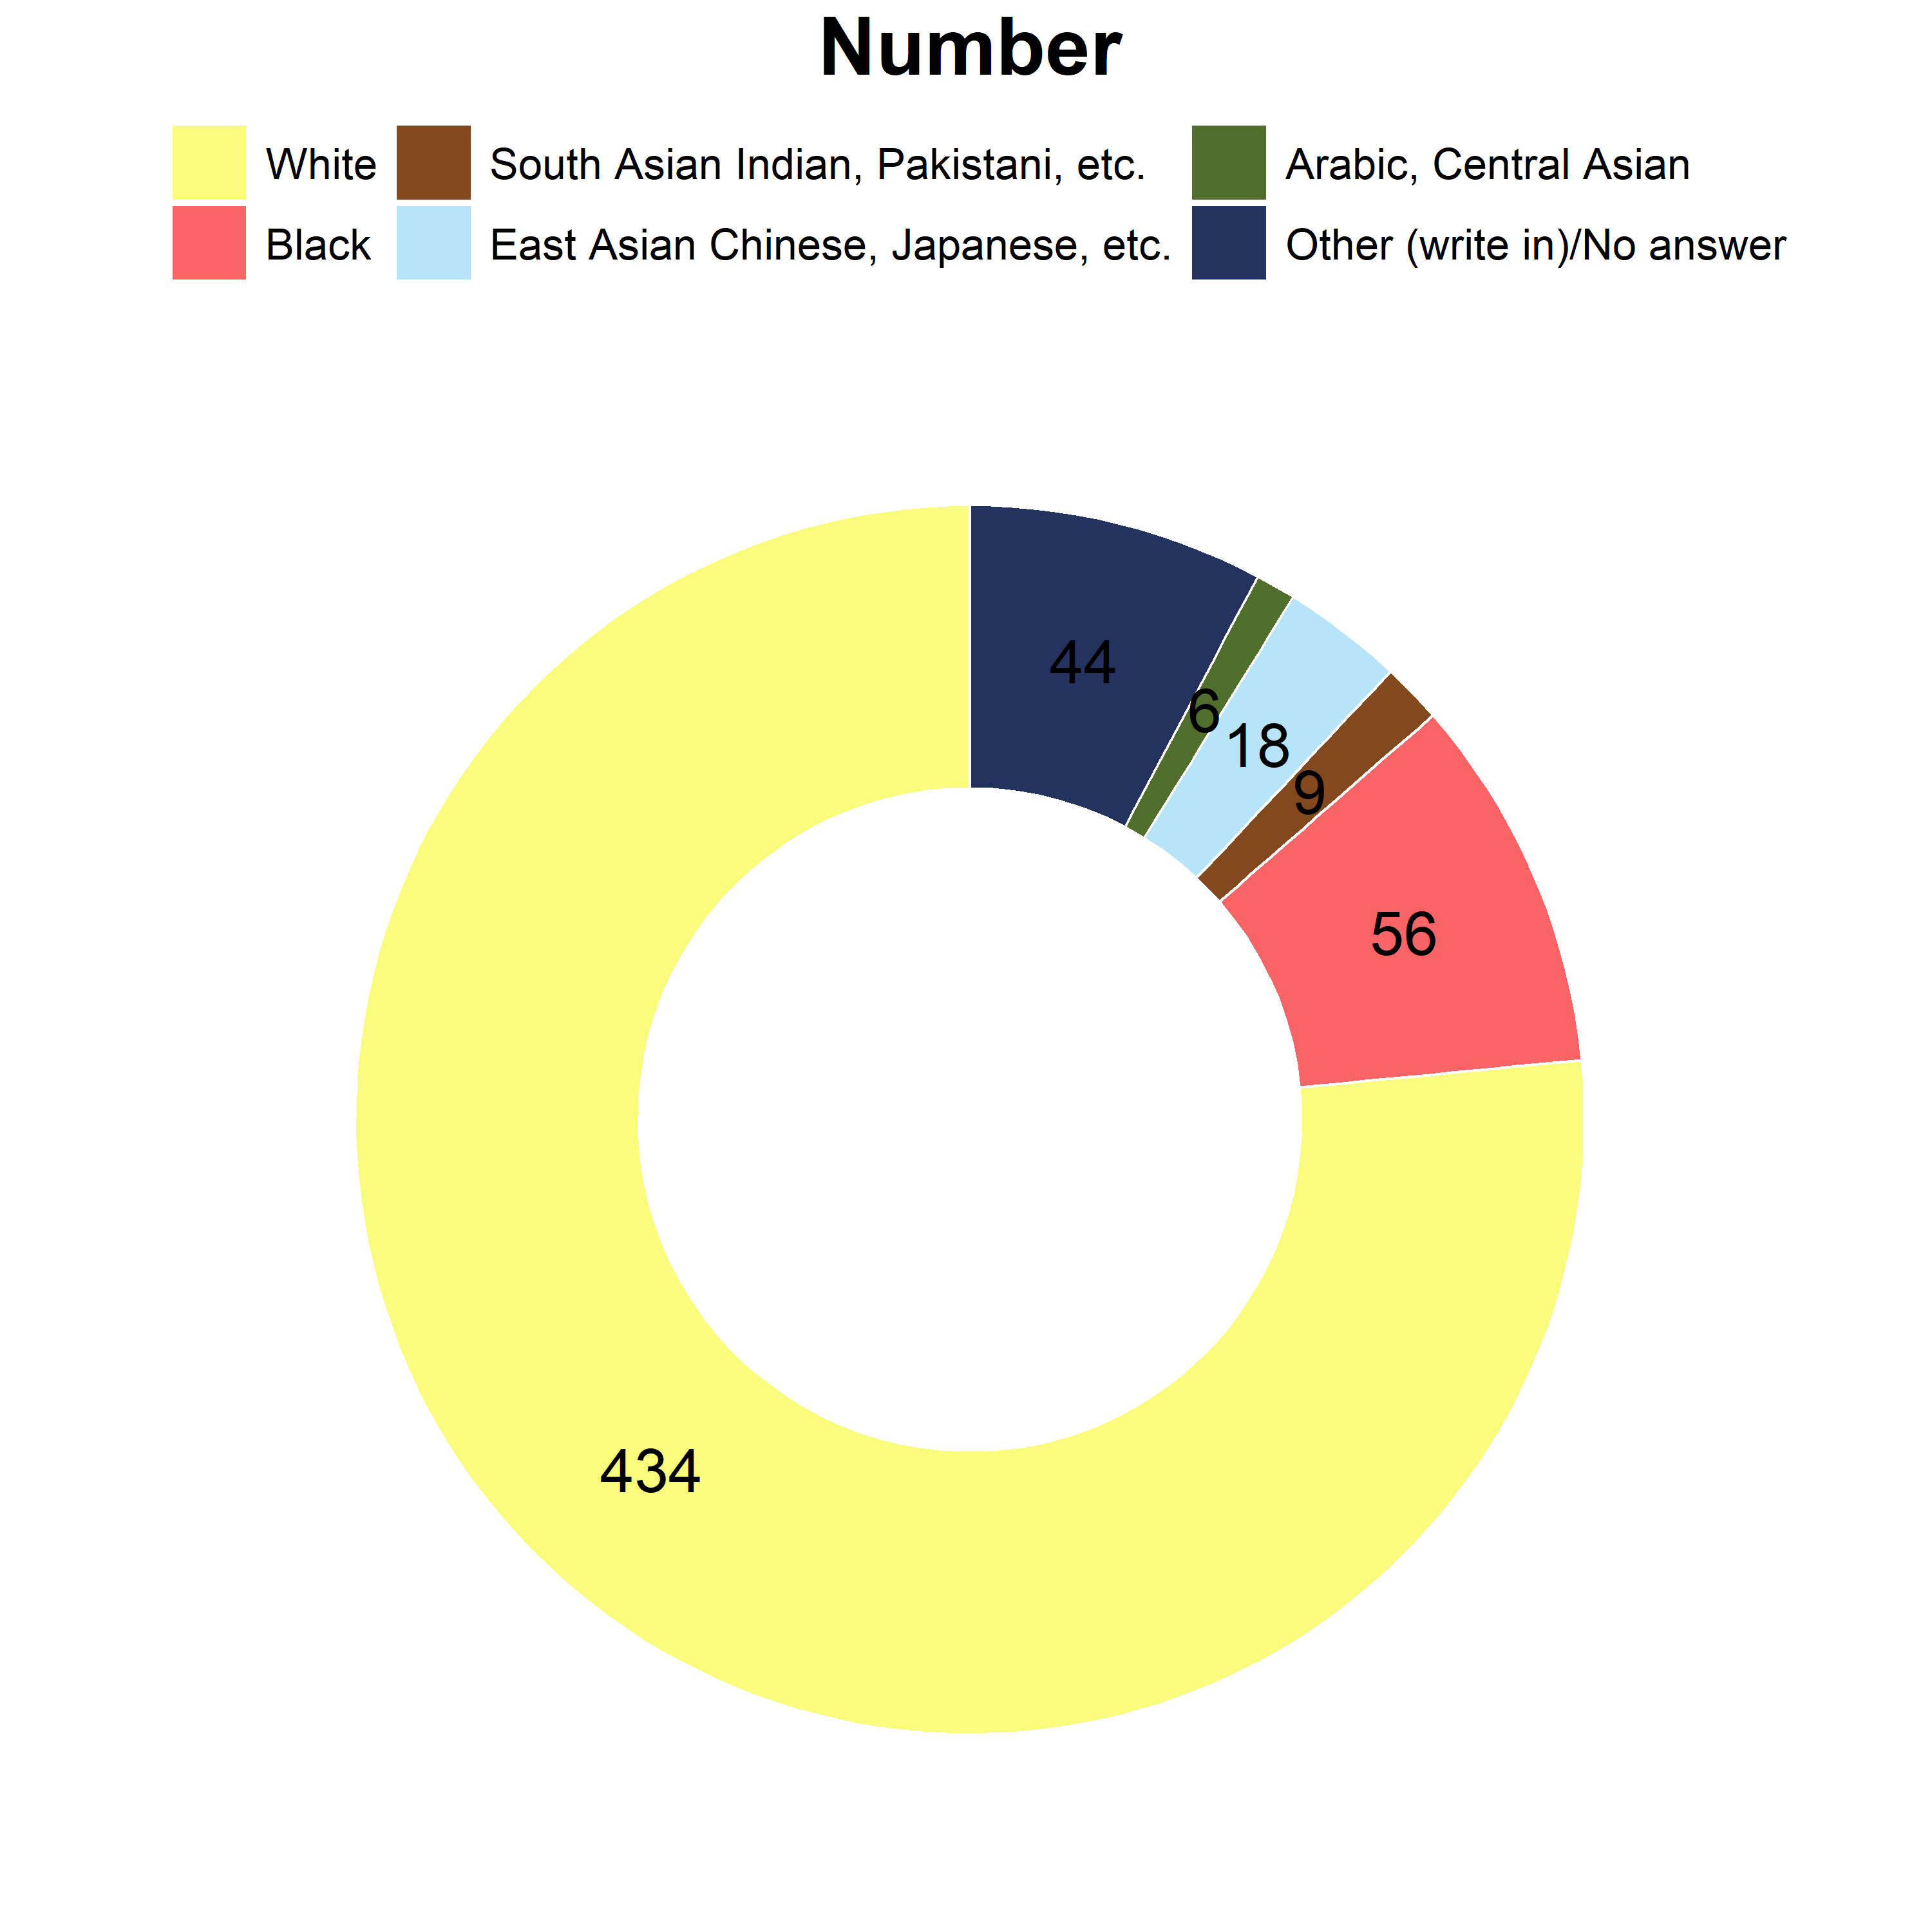 Number
White
South Asian Indian, Pakistani, etc.
Arabic, Central Asian
Black
East Asian Chinese, Japanese, etc.
Other (write in)/No answer
44
6
18
9
56
434